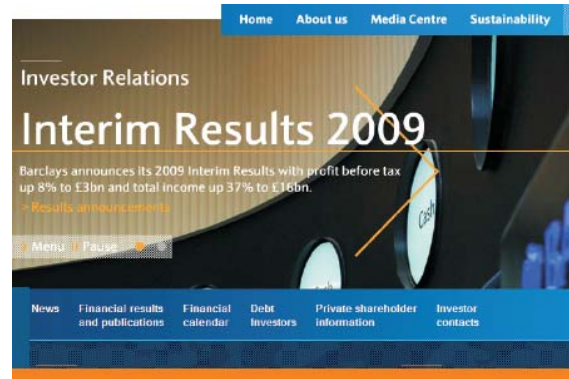 Home About us Media Centre Sustainability
Investor Relations
Interim Results 2009
Barclays announces its 2009 Interim Results with profit before tax
up 8% to £3bn and total income up 37% to £16bn.
> Results announcements
Cash
Cash
Menu Pause
News Financial results and publications Financial calendar Debt Investors Private shareholder information Investor contacts